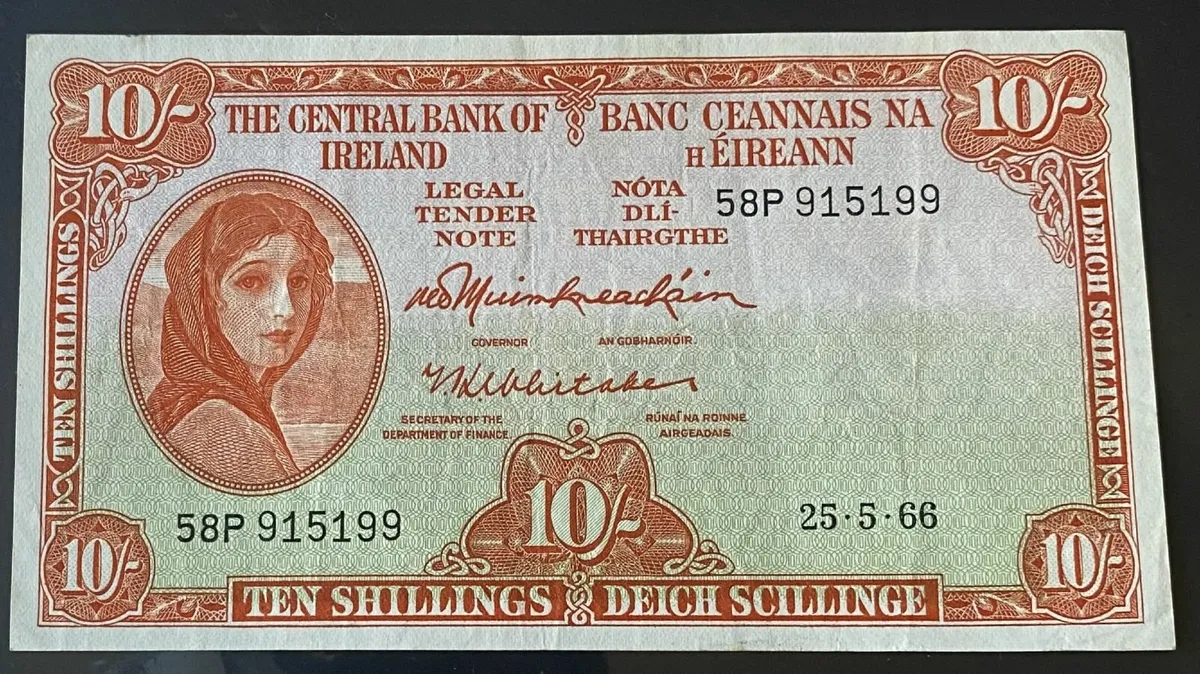 10/-
10/-
THE CENTRAL BANK OF
IRELAND
BANC CEANNAIS NA
hÉIREANN
LEGAL
TENDER
NOTE
NÓTA
DLÍ-
THAIRGTHE
58P 915199
TEN SHILLINGS
DEICH SCILLINGE
GOVERNOR
AN GOBHARNÓIR.
T.K. Whitaker
SECRETARY OF THE
DEPARTMENT OF FINANCE.
RÚNAÍ NA ROINNE
AIRGEADAIS.
58P 915199
10/-
25·5·66
10/-
10/-
TEN SHILLINGS
DEICH SCILLINGE